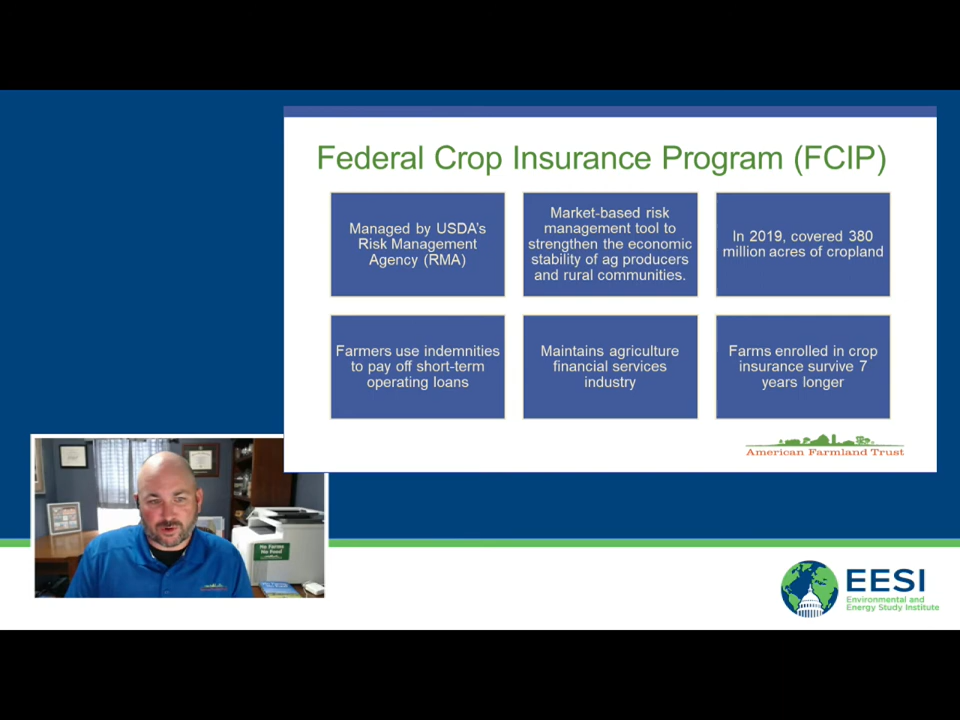 Federal Crop Insurance Program (FCIP)
Managed by USDA's
Risk Management
Agency (RMA)
Market-based risk
management tool to
strengthen the economic
stability of ag producers
and rural communities.
In 2019, covered 380
million acres of cropland
Farmers use indemnities
to pay off short-term
operating loans
Maintains agriculture
financial services
industry
Farms enrolled in crop
insurance survive 7
years longer
American Farmland Trust
No Farms
No Food
EESI
Environmental and
Energy Study Institute